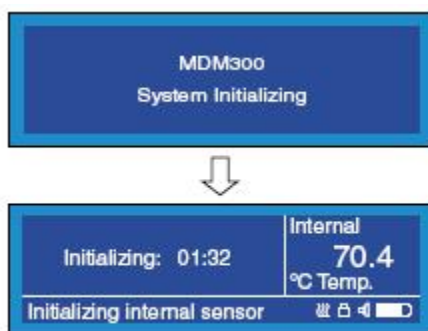 MDM300
System Initializing
Initializing: 01:32
Internal
70.4
°C Temp.
Initializing internal sensor